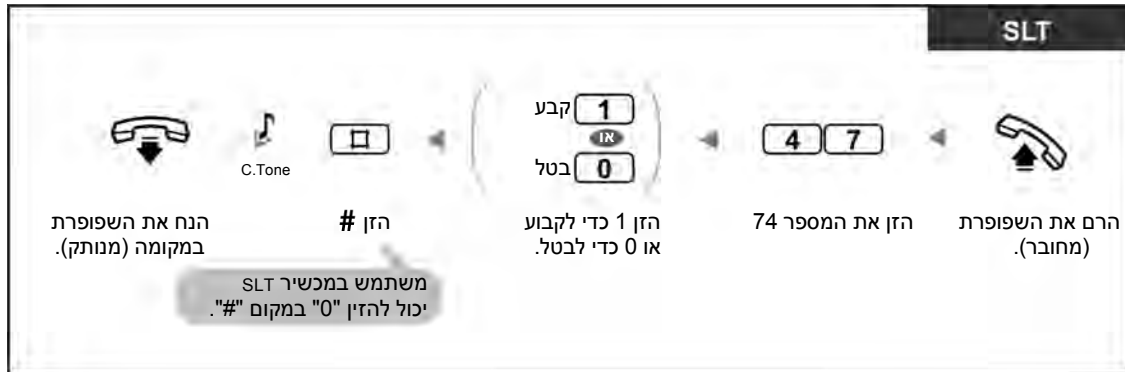 SLT
הרם את השפופרת
(מחובר).
4 7
הזן את המספר 74
1 קבע
או
0 בטל
הזן 1 כדי לקבוע
או 0 כדי לבטל.
הזן #
C.Tone
הנח את השפופרת
במקומה (מנותק).
משתמש במכשיר SLT
יכול להזין "0" במקום "#".